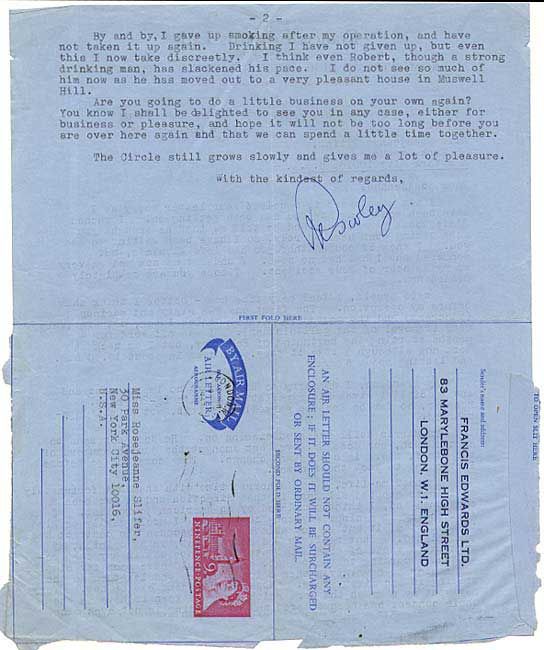 - 2 -
By and by, I gave up smoking after my operation, and have
not taken it up again. Drinking I have not given up, but even
this I now take discreetly. I think even Robert, though a strong
drinking man, has slackened his pace. I do not see so much of
him now as he has moved out to a very pleasant house in Muswell
Hill.
Are you going to do a little business on your own again?
You know I shall be delighted to see you in any case, either for
business or pleasure, and hope it will not be too long before you
are over here again and that we can spend a little time together.
The Circle still grows slowly and gives me a lot of pleasure.
With the kindest of regards,
FIRST FOLD HERE
BY AIR MAIL
AIR LETTER
AEROGRAMME
NINEPENCE POSTAGE
9d
Miss Rosejeanne Slifer,
30 Park Avenue,
New York City 10016,
U.S.A.
SECOND FOLD HERE
AN AIR LETTER SHOULD NOT CONTAIN ANY
ENCLOSURE; IF IT DOES IT WILL BE SURCHARGED
OR SENT BY ORDINARY MAIL.
Sender's name and address:
FRANCIS EDWARDS LTD.
83 MARYLEBONE HIGH STREET
LONDON, W.1. ENGLAND
TO OPEN SLIT HERE